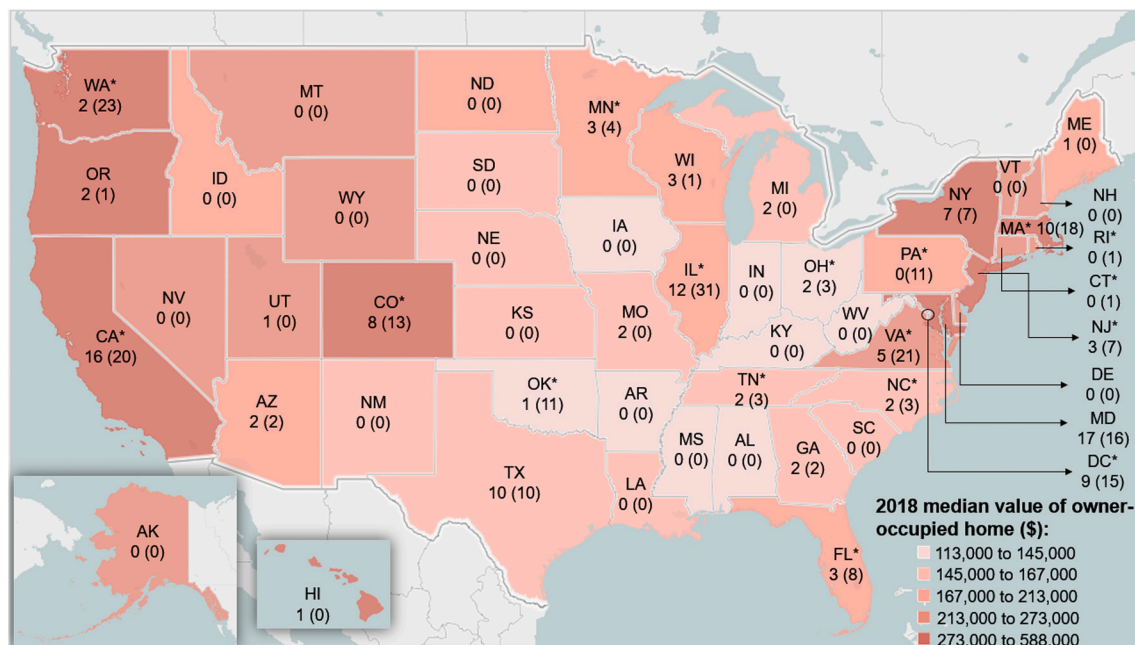 WA*
2 (23)
MT
0 (0)
ND
0 (0)
MN*
3 (4)
ME
1 (0)
OR
2 (1)
ID
0 (0)
WY
0 (0)
SD
0 (0)
WI
3 (1)
MI
2 (0)
NY
7 (7)
VT
0 (0)
NH
0 (0)
MA* 10(18)
RI*
0 (1)
CT*
0 (1)
NJ*
3 (7)
DE
0 (0)
MD
17 (16)
DC*
9 (15)
CA*
16 (20)
NV
0 (0)
UT
1 (0)
CO*
8 (13)
NE
0 (0)
KS
0 (0)
IA
0 (0)
MO
2 (0)
IL*
12 (31)
IN
0 (0)
OH*
2 (3)
PA*
0(11)
WV
0 (0)
VA*
5 (21)
KY
0 (0)
AZ
2 (2)
NM
0 (0)
OK*
1 (11)
AR
0 (0)
TN*
2 (3)
NC*
2 (3)
SC
0 (0)
TX
10 (10)
LA
0 (0)
MS
0 (0)
AL
0 (0)
GA
2 (2)
FL*
3 (8)
AK
0 (0)
HI
1 (0)
2018 median value of owner-
occupied home ($):
113,000 to 145,000
145,000 to 167,000
167,000 to 213,000
213,000 to 273,000
273,000 to 588,000